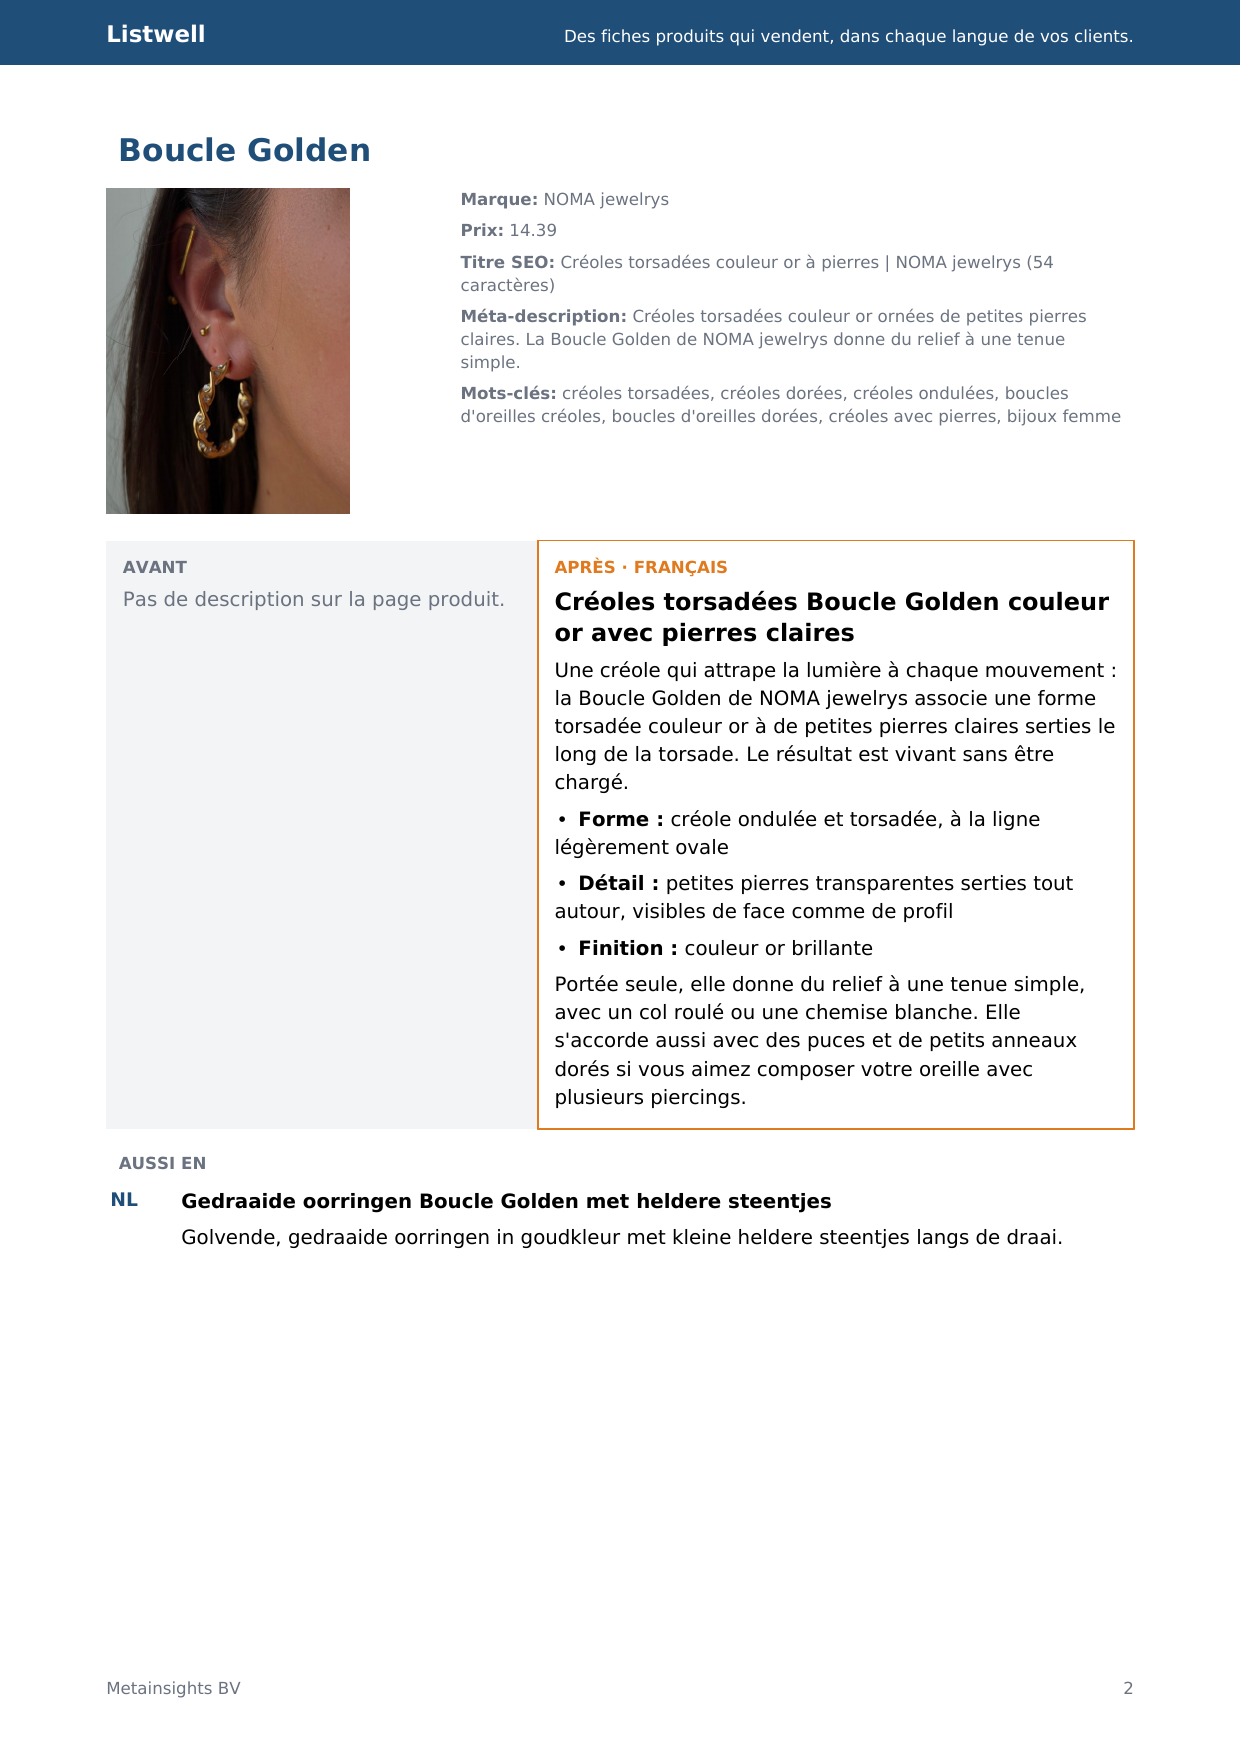 Listwell
Des fiches produits qui vendent, dans chaque langue de vos clients.
Boucle Golden
Marque: NOMA jewelrys
Prix: 14.39
Titre SEO: Créoles torsadées couleur or à pierres | NOMA jewelrys (54
caractères)
Méta-description: Créoles torsadées couleur or ornées de petites pierres
claires. La Boucle Golden de NOMA jewelrys donne du relief à une tenue
simple.
Mots-clés: créoles torsadées, créoles dorées, créoles ondulées, boucles
d'oreilles créoles, boucles d'oreilles dorées, créoles avec pierres, bijoux femme
AVANT
Pas de description sur la page produit.
APRÈS · FRANÇAIS
Créoles torsadées Boucle Golden couleur
or avec pierres claires
Une créole qui attrape la lumière à chaque mouvement :
la Boucle Golden de NOMA jewelrys associe une forme
torsadée couleur or à de petites pierres claires serties le
long de la torsade. Le résultat est vivant sans être
chargé.
• Forme : créole ondulée et torsadée, à la ligne
légèrement ovale
• Détail : petites pierres transparentes serties tout
autour, visibles de face comme de profil
• Finition : couleur or brillante
Portée seule, elle donne du relief à une tenue simple,
avec un col roulé ou une chemise blanche. Elle
s'accorde aussi avec des puces et de petits anneaux
dorés si vous aimez composer votre oreille avec
plusieurs piercings.
AUSSI EN
NL
Gedraaide oorringen Boucle Golden met heldere steentjes
Golvende, gedraaide oorringen in goudkleur met kleine heldere steentjes langs de draai.
Metainsights BV
2